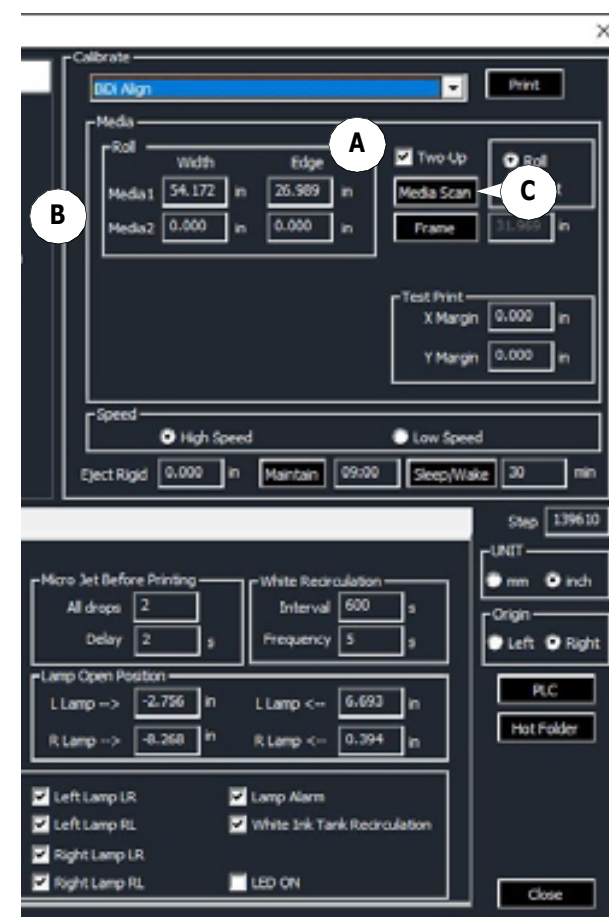 Calibrate
BiDi Align
Print
Media
Roll
Width Edge
A
Two-Up
Roll
Media1 54.172 in 26.989 in
Media Scan
C
B
Media2 0.000 in 0.000 in
Frame
31.969 in
Test Print
X Margin 0.000 in
Y Margin 0.000 in
Speed
High Speed Low Speed
Eject Rigid 0.000 in Maintain 09:00 Sleep/Wake 30 min
Step 139610
UNIT
mm inch
Micro Jet Before Printing
All drops 2
Delay 2 s
White Recirculation
Interval 600 s
Frequency 5 s
Origin
Left Right
Lamp Open Position
L Lamp --> -2.756 in L Lamp <-- 6.693 in
R Lamp --> -8.268 in R Lamp <-- 0.394 in
PLC
Hot Folder
Left Lamp LR Lamp Alarm
Left Lamp RL White Ink Tank Recirculation
Right Lamp LR
Right Lamp RL LED ON
Close